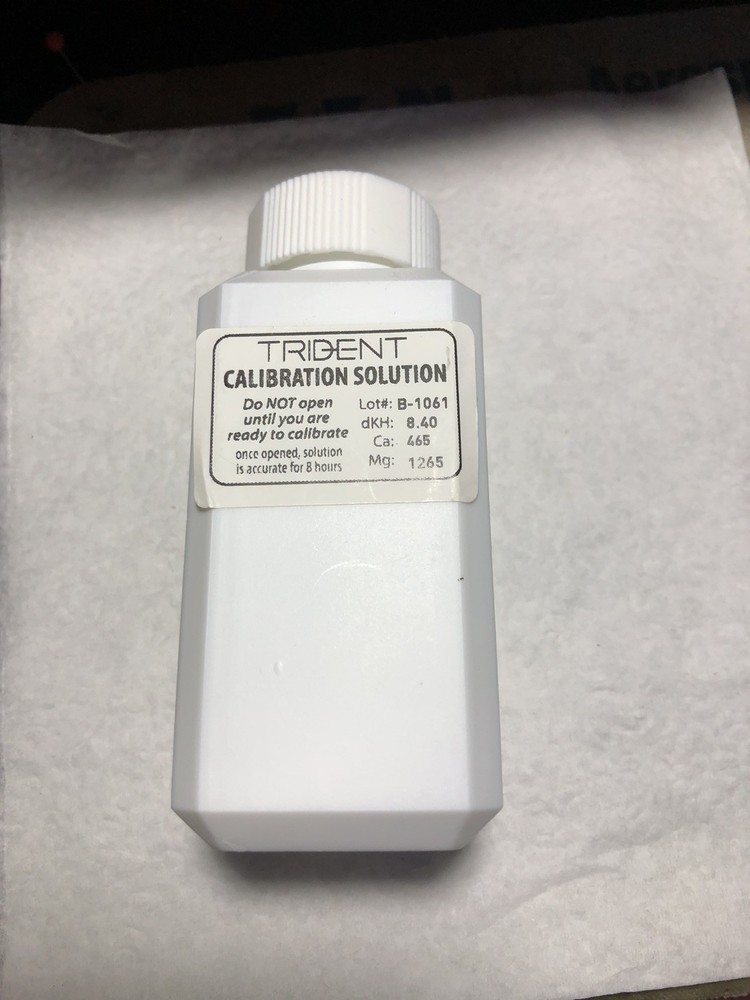 TRIDENT
CALIBRATION SOLUTION
Do NOT open
until you are
ready to calibrate
once opened, solution
is accurate for 8 hours
Lot#: B-1061
dKH: 8.40
Ca: 465
Mg: 1265